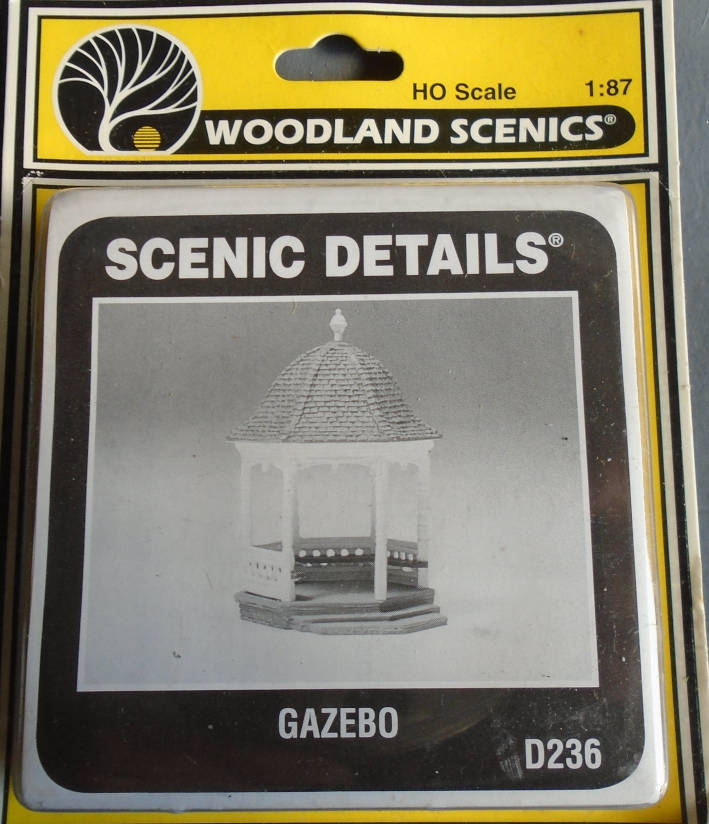 HO Scale 1:87
WOODLAND SCENICS®
SCENIC DETAILS®
GAZEBO
D236